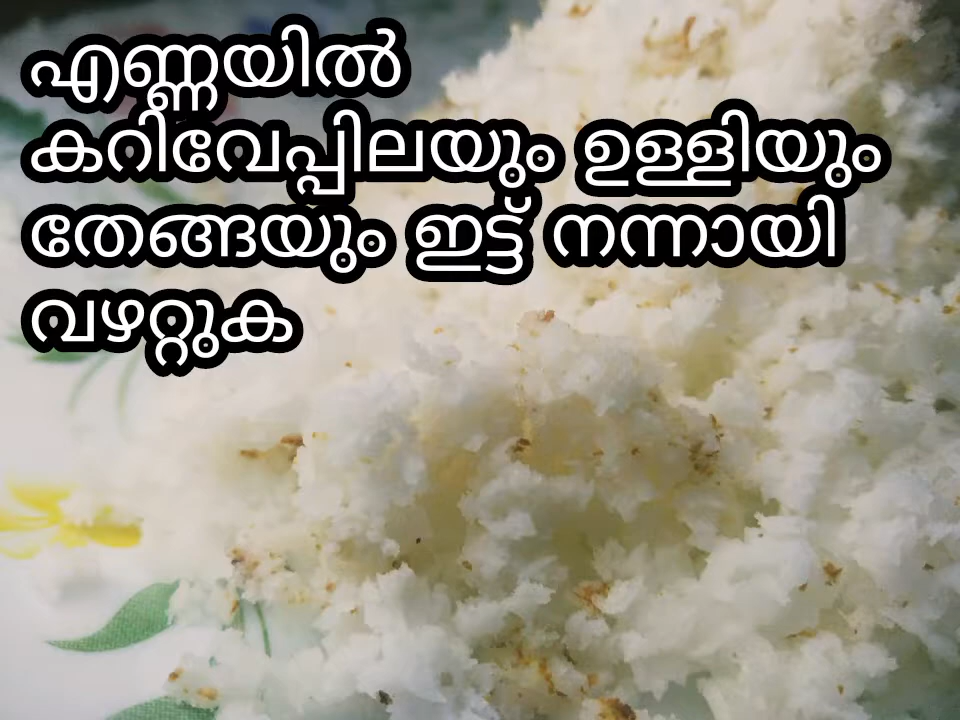 എണ്ണയിൽ
കറിവേപ്പിലയും ഉള്ളിയും
തേങ്ങയും ഇട്ട് നന്നായി
വഴറ്റുക